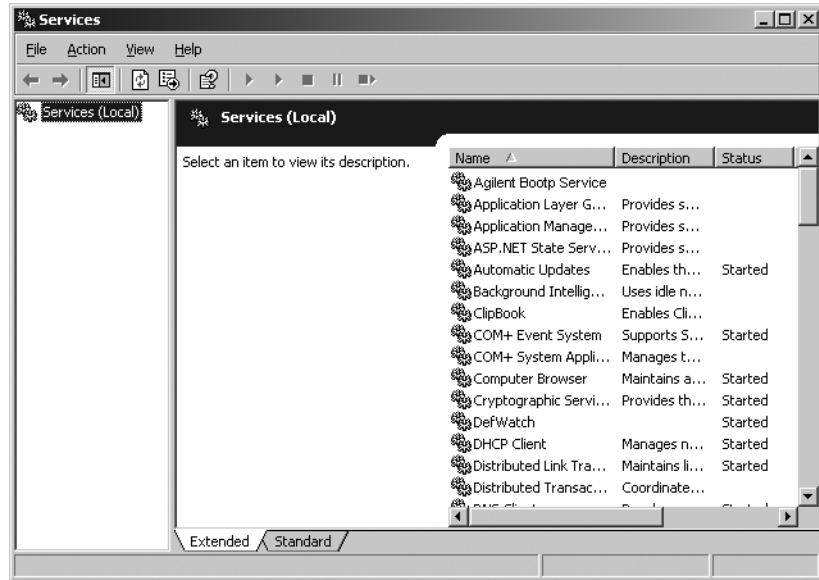 Services
File Action View Help
Services (Local)
Services (Local)
Select an item to view its description.
Name Description Status
Agilent Bootp Service
Application Layer G... Provides s...
Application Manage... Provides s...
ASP.NET State Serv... Provides s...
Automatic Updates Enables th... Started
Background Intellig... Uses idle n...
ClipBook Enables Cli...
COM+ Event System Supports S... Started
COM+ System Appli... Manages t...
Computer Browser Maintains a... Started
Cryptographic Servi... Provides th... Started
DefWatch Started
DHCP Client Manages n... Started
Distributed Link Tra... Maintains li... Started
Distributed Transac... Coordinate...
Extended Standard